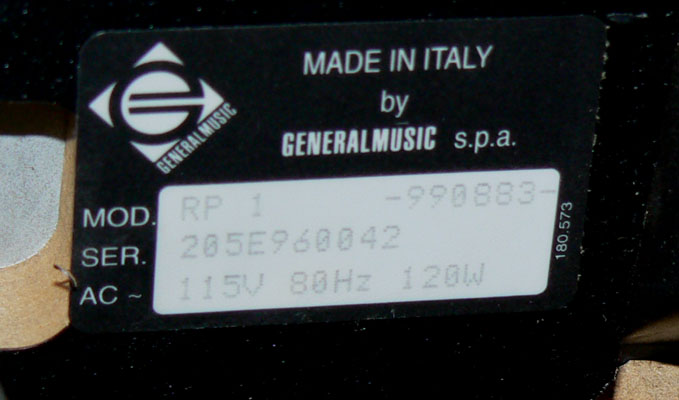 MADE IN ITALY
by
GENERALMUSIC s.p.a.
GENERALMUSIC
MOD. RP 1 -990883-
SER. 205E960042
AC ~ 115V 80Hz 120W
180.573